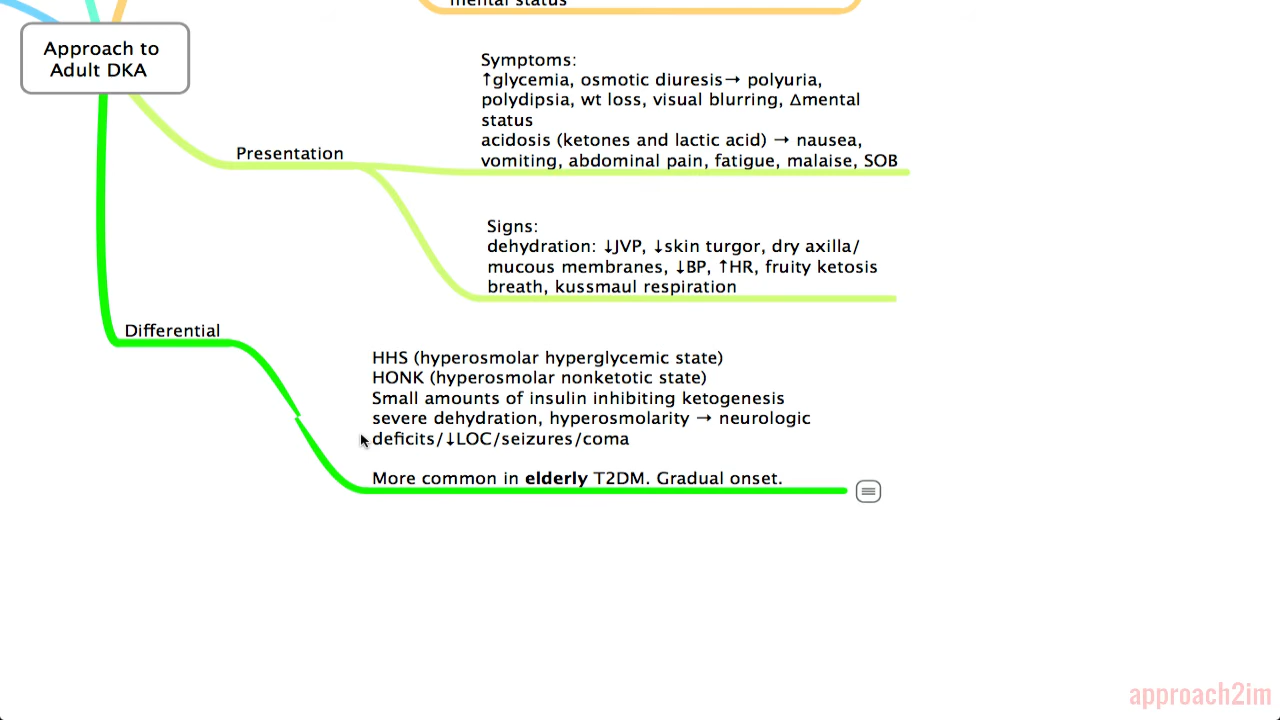 mental status
Approach to
Adult DKA
Symptoms:
↑glycemia, osmotic diuresis→ polyuria,
polydipsia, wt loss, visual blurring, Δmental
status
acidosis (ketones and lactic acid) → nausea,
vomiting, abdominal pain, fatigue, malaise, SOB
Presentation
Signs:
dehydration: ↓JVP, ↓skin turgor, dry axilla/
mucous membranes, ↓BP, ↑HR, fruity ketosis
breath, kussmaul respiration
Differential
HHS (hyperosmolar hyperglycemic state)
HONK (hyperosmolar nonketotic state)
Small amounts of insulin inhibiting ketogenesis
severe dehydration, hyperosmolarity → neurologic
deficits/↓LOC/seizures/coma
More common in elderly T2DM. Gradual onset.
approach2im